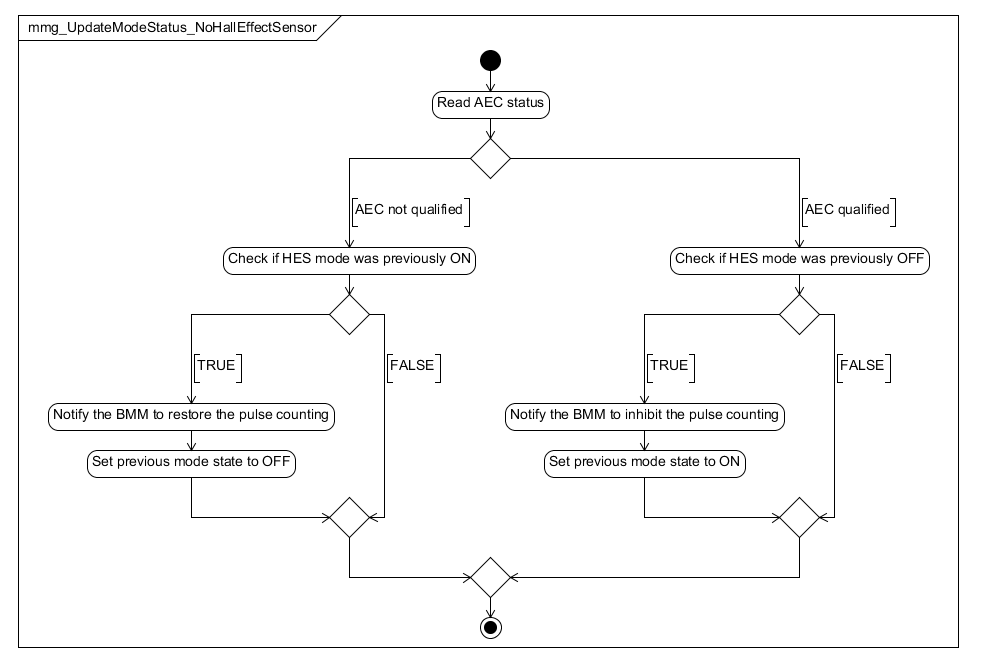 mmg_UpdateModeStatus_NoHallEffectSensor
Read AEC status
[AEC not qualified]
[AEC qualified]
Check if HES mode was previously ON
Check if HES mode was previously OFF
[TRUE]
[FALSE]
[TRUE]
[FALSE]
Notify the BMM to restore the pulse counting
Notify the BMM to inhibit the pulse counting
Set previous mode state to OFF
Set previous mode state to ON